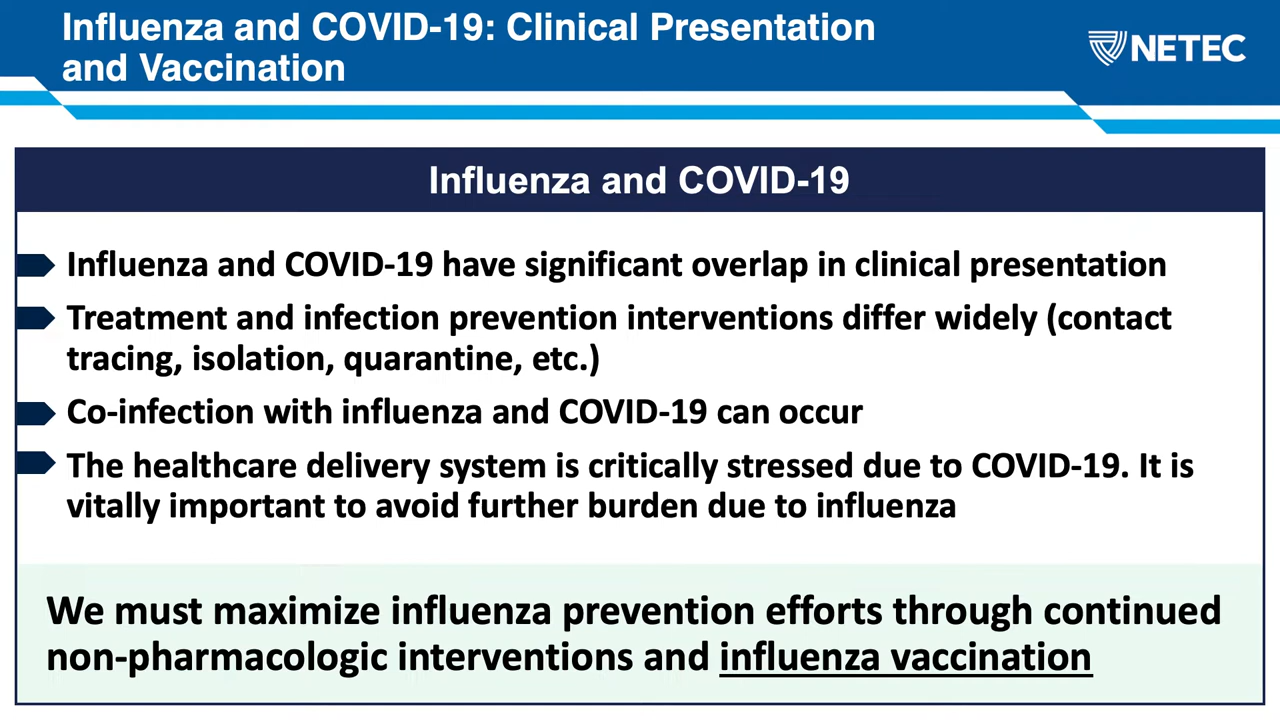 Influenza and COVID-19: Clinical Presentation
and Vaccination
NETEC
Influenza and COVID-19
Influenza and COVID-19 have significant overlap in clinical presentation
Treatment and infection prevention interventions differ widely (contact
tracing, isolation, quarantine, etc.)
Co-infection with influenza and COVID-19 can occur
The healthcare delivery system is critically stressed due to COVID-19. It is
vitally important to avoid further burden due to influenza
We must maximize influenza prevention efforts through continued
non-pharmacologic interventions and influenza vaccination